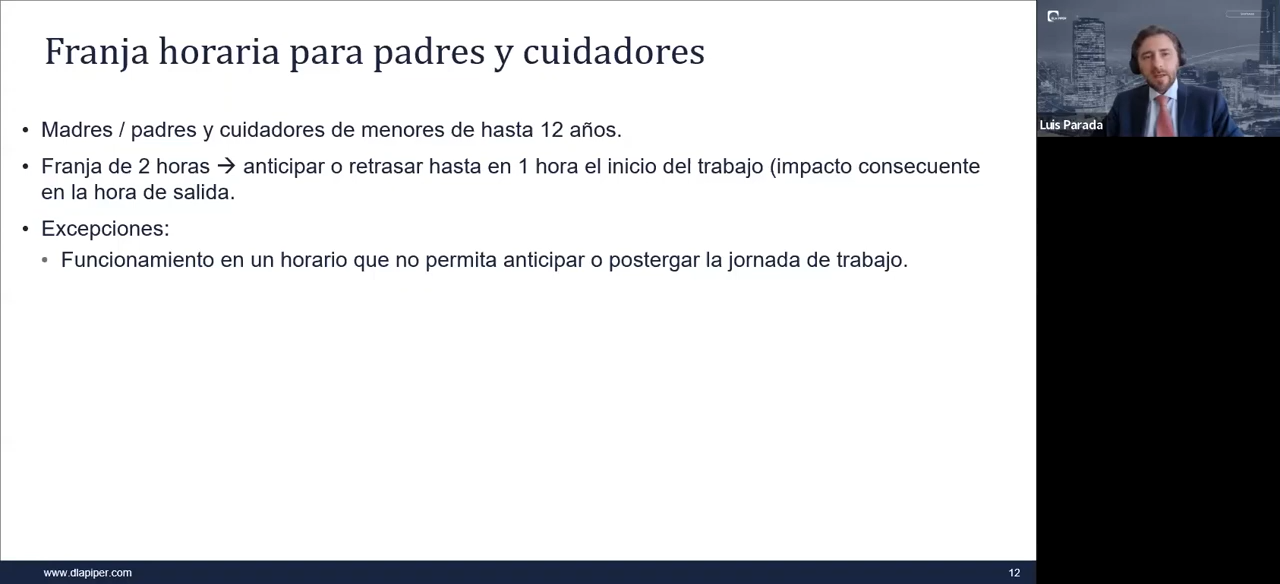 Franja horaria para padres y cuidadores
• Madres / padres y cuidadores de menores de hasta 12 años.
• Franja de 2 horas → anticipar o retrasar hasta en 1 hora el inicio del trabajo (impacto consecuente
en la hora de salida.
• Excepciones:
• Funcionamiento en un horario que no permita anticipar o postergar la jornada de trabajo.
www.dlapiper.com
12
Luis Parada